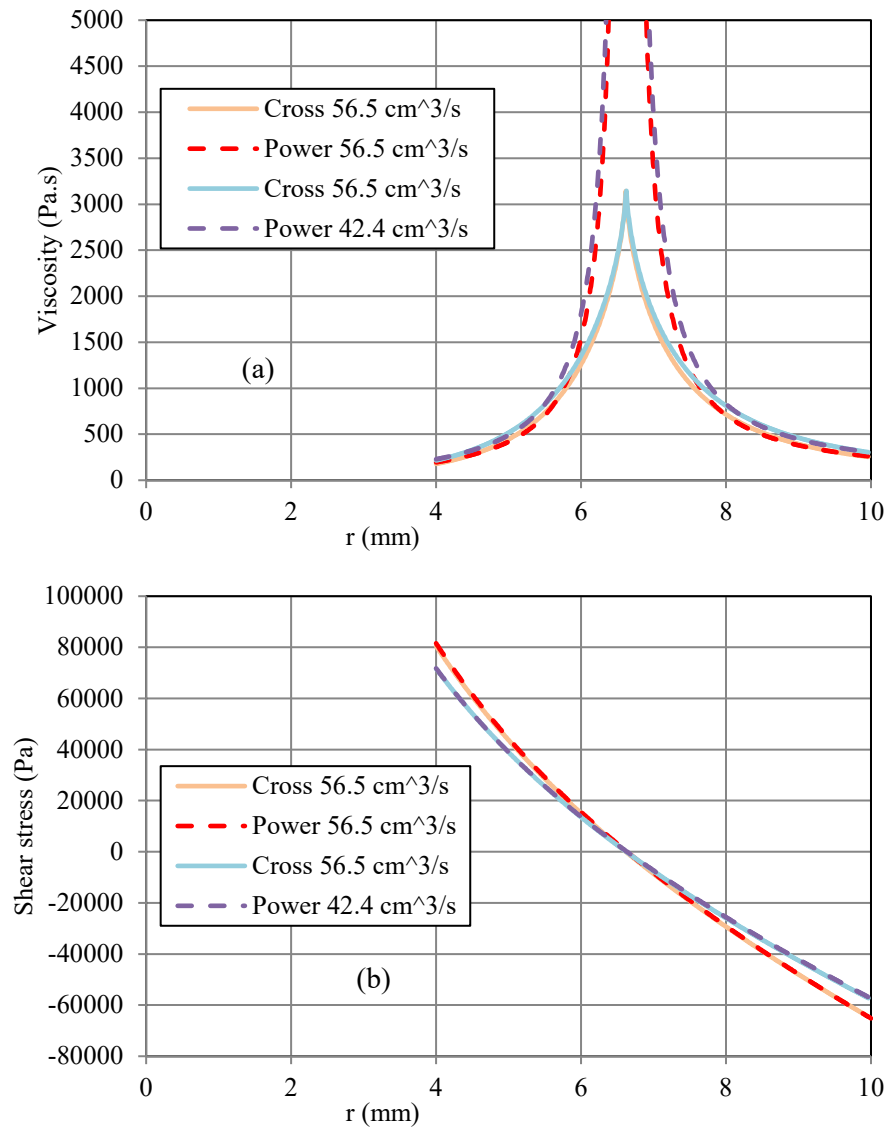 5000
4500
4000
3500
3000
2500
2000
1500
1000
500
0
Viscosity (Pa.s)
Cross 56.5 cm^3/s
Power 56.5 cm^3/s
Cross 56.5 cm^3/s
Power 42.4 cm^3/s
(a)
0 2 4 6 8 10
r (mm)
100000
80000
60000
40000
20000
0
-20000
-40000
-60000
-80000
Shear stress (Pa)
Cross 56.5 cm^3/s
Power 56.5 cm^3/s
Cross 56.5 cm^3/s
Power 42.4 cm^3/s
(b)
0 2 4 6 8 10
r (mm)